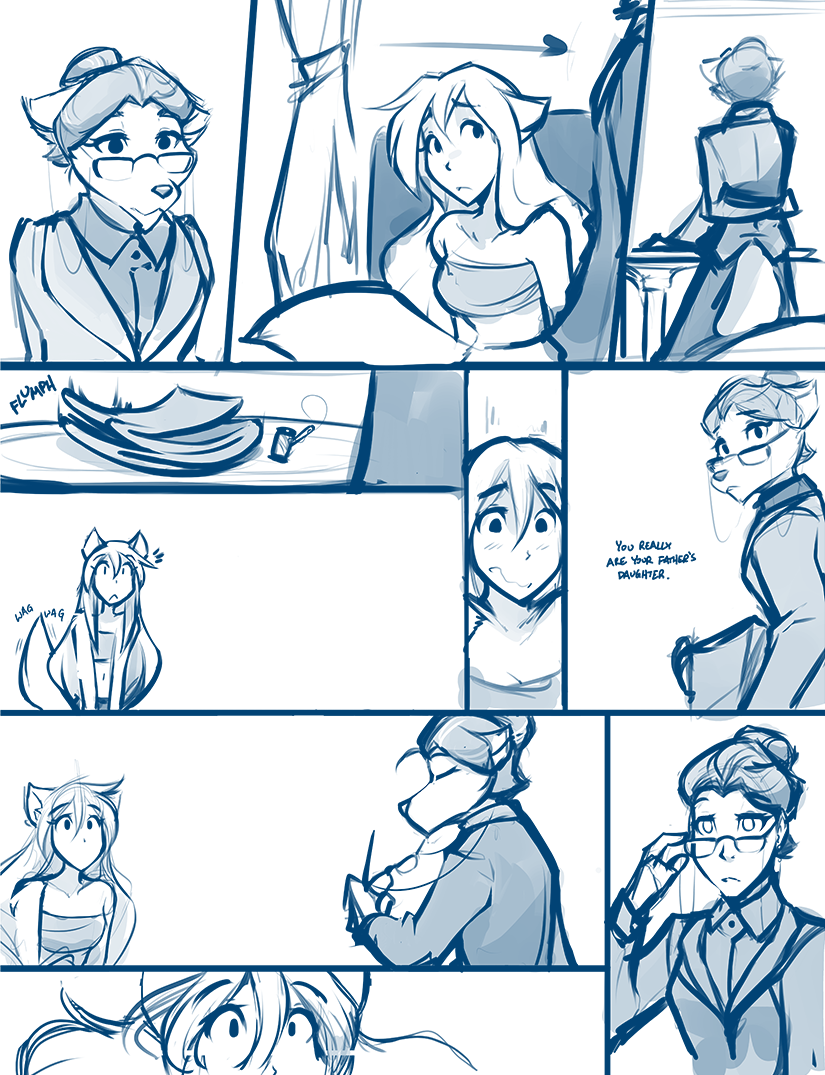 FLUMPH
WAG
WAG
YOU REALLY
ARE YOUR FATHER'S
DAUGHTER.